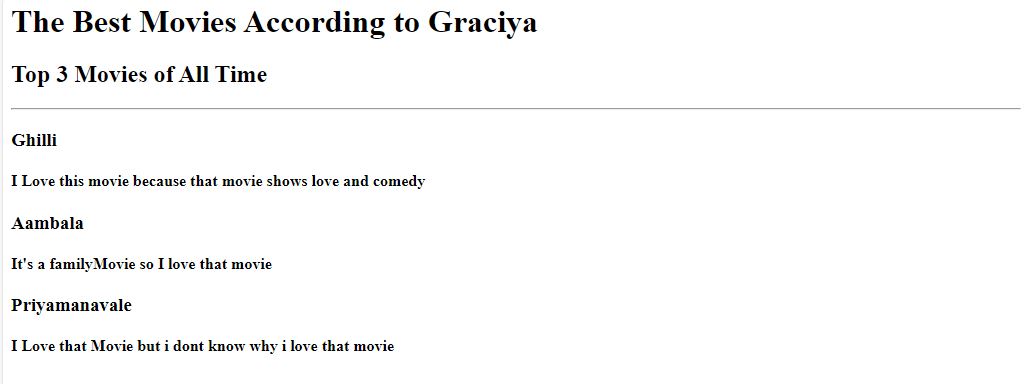 The Best Movies According to Graciya
Top 3 Movies of All Time
Ghilli
I Love this movie because that movie shows love and comedy
Aambala
It's a familyMovie so I love that movie
Priyamanavale
I Love that Movie but i dont know why i love that movie